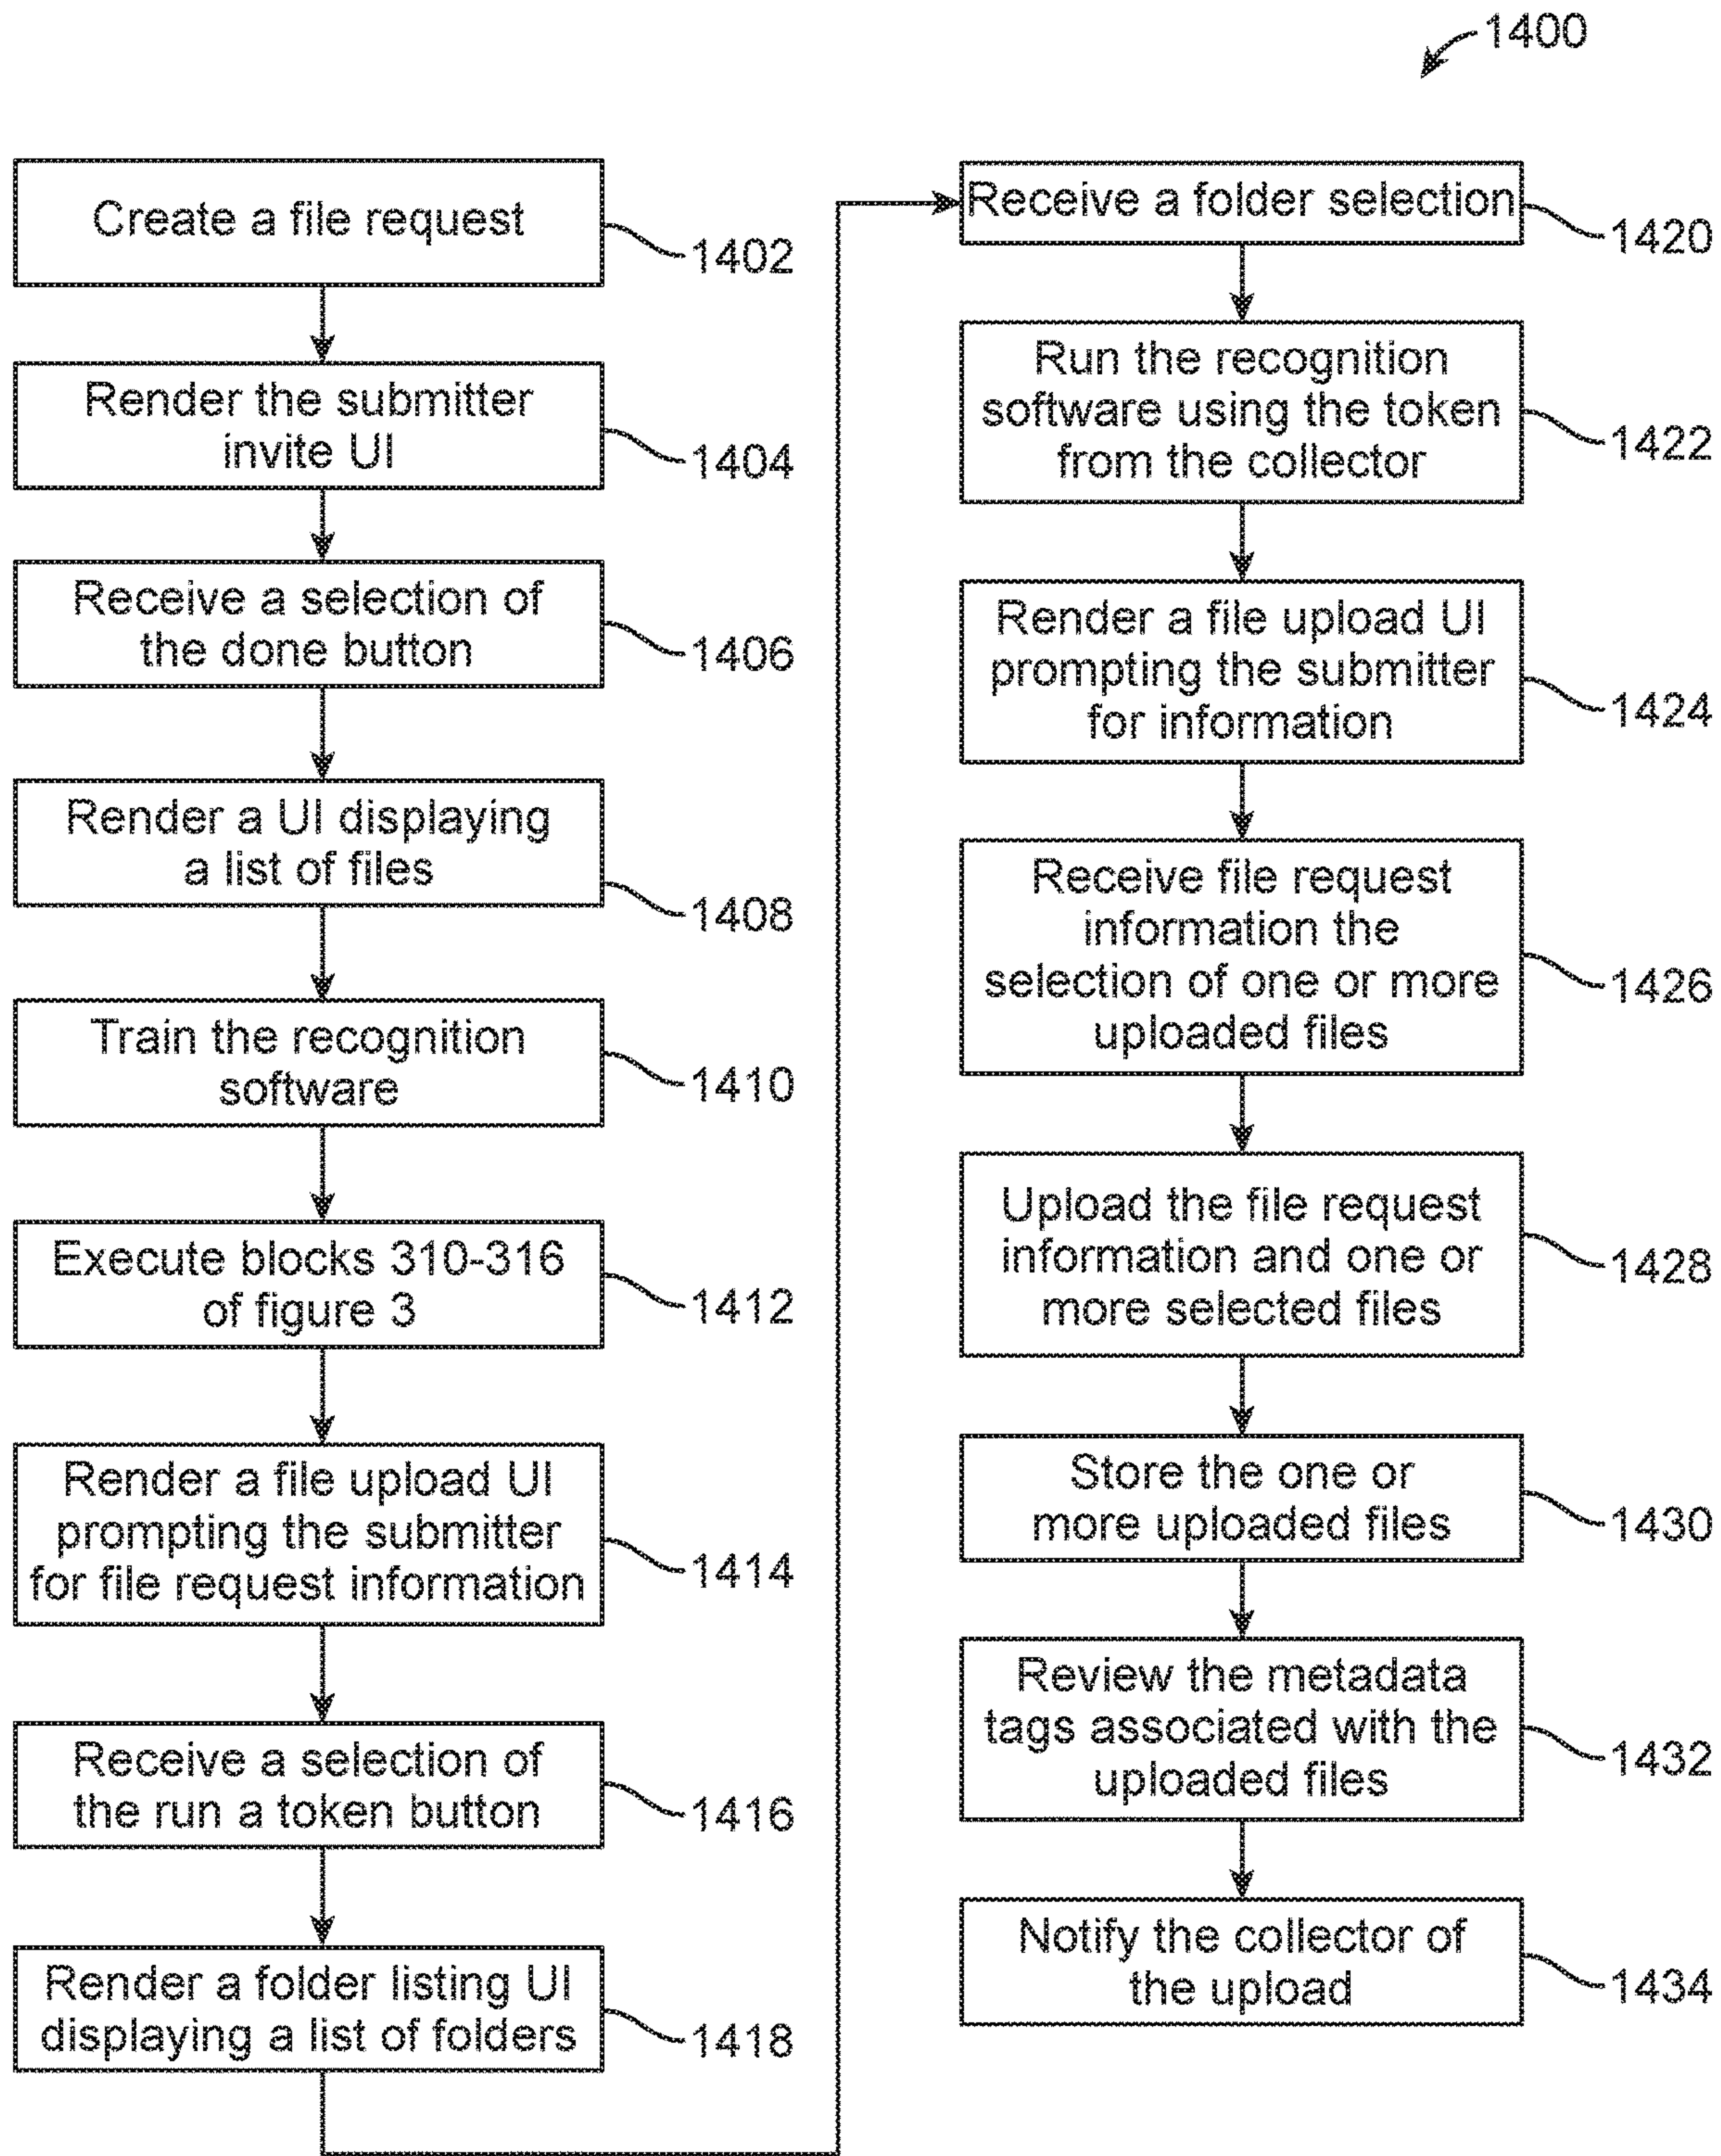 1400
Create a file request
1402
Render the submitter
invite UI
1404
Receive a selection of
the done button
1406
Render a UI displaying
a list of files
1408
Train the recognition
software
1410
Execute blocks 310-316
of figure 3
1412
Render a file upload UI
prompting the submitter
for file request information
1414
Receive a selection of
the run a token button
1416
Render a folder listing UI
displaying a list of folders
1418
Receive a folder selection
1420
Run the recognition
software using the token
from the collector
1422
Render a file upload UI
prompting the submitter
for information
1424
Receive file request
information the
selection of one or more
uploaded files
1426
Upload the file request
information and one or
more selected files
1428
Store the one or
more uploaded files
1430
Review the metadata
tags associated with the
uploaded files
1432
Notify the collector of
the upload
1434